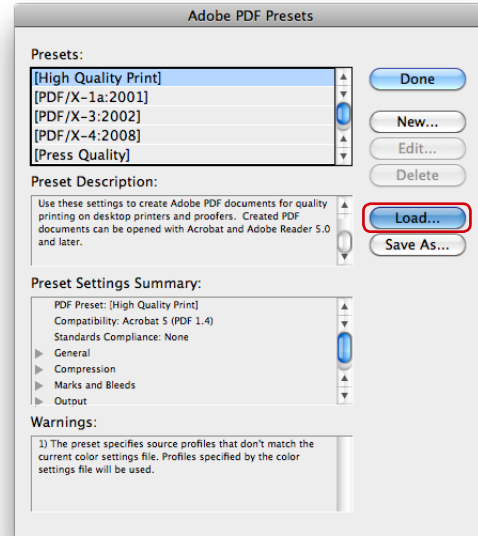 Adobe PDF Presets
Presets:
[High Quality Print]
[PDF/X-1a:2001]
[PDF/X-3:2002]
[PDF/X-4:2008]
[Press Quality]
Done
New...
Edit...
Delete
Load...
Save As...
Preset Description:
Use these settings to create Adobe PDF documents for quality
printing on desktop printers and proofers.  Created PDF
documents can be opened with Acrobat and Adobe Reader 5.0
and later.
Preset Settings Summary:
PDF Preset: [High Quality Print]
Compatibility: Acrobat 5 (PDF 1.4)
Standards Compliance: None
General
Compression
Marks and Bleeds
Output
Warnings:
1) The preset specifies source profiles that don't match the
current color settings file. Profiles specified by the color
settings file will be used.